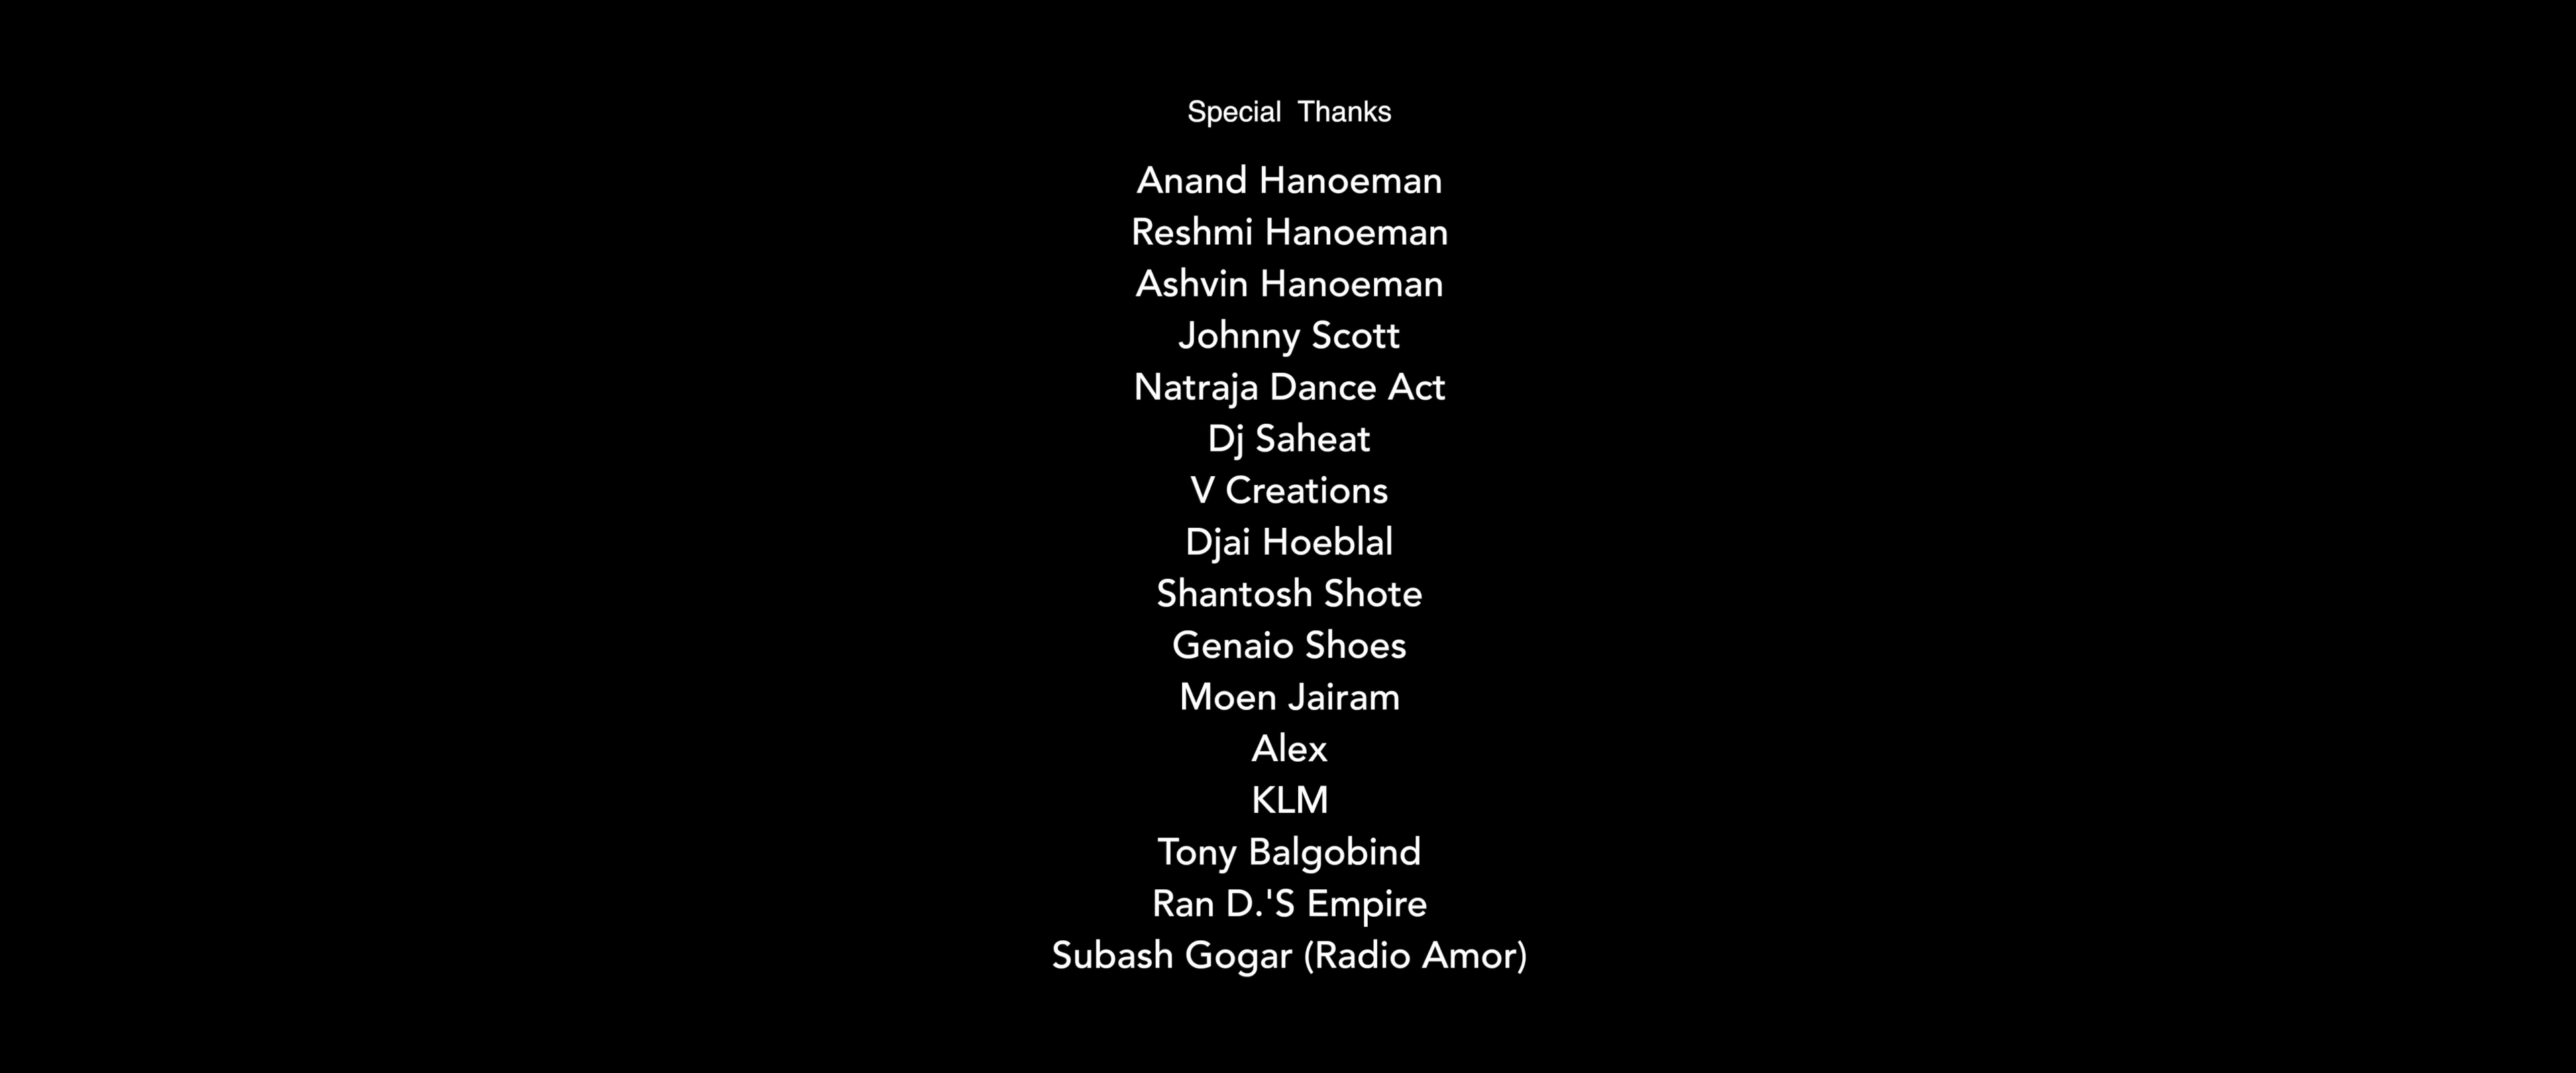 Special Thanks
Anand Hanoeman
Reshmi Hanoeman
Ashvin Hanoeman
Johnny Scott
Natraja Dance Act
Dj Saheat
V Creations
Djai Hoeblal
Shantosh Shote
Genaio Shoes
Moen Jairam
Alex
KLM
Tony Balgobind
Ran D.'S Empire
Subash Gogar (Radio Amor)